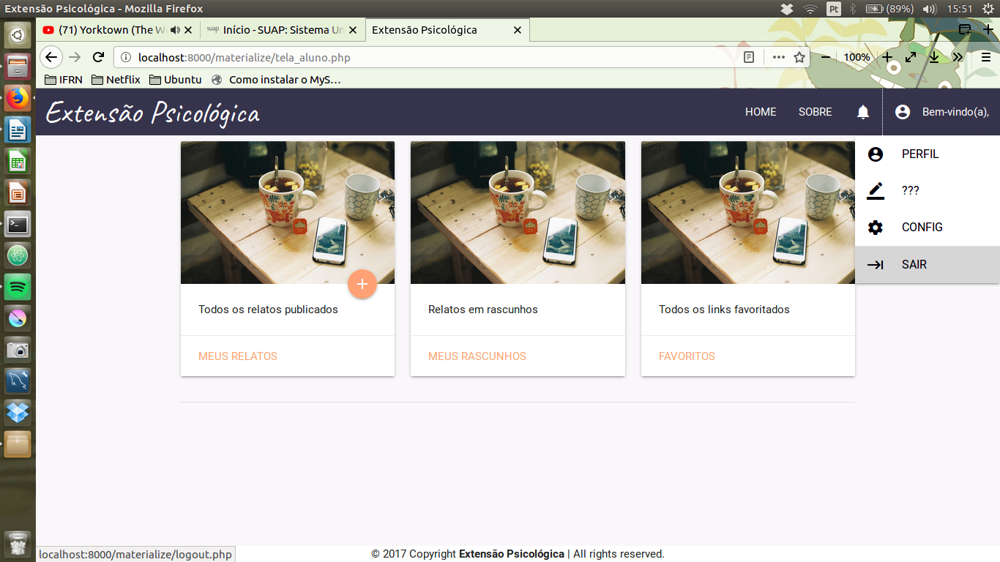 Extensão Psicológica - Mozilla Firefox
Pt (89%) 15:51
(71) Yorktown (The W
suap Início - SUAP: Sistema Un
Extensão Psicológica
localhost:8000/materialize/tela_aluno.php
100%
IFRN Netflix Ubuntu Como instalar o MyS...
Extensão Psicológica
HOME SOBRE Bem-vindo(a),
PERFIL
???
CONFIG
SAIR
Todos os relatos publicados
MEUS RELATOS
Relatos em rascunhos
MEUS RASCUNHOS
Todos os links favoritados
FAVORITOS
localhost:8000/materialize/logout.php
© 2017 Copyright Extensão Psicológica | All rights reserved.